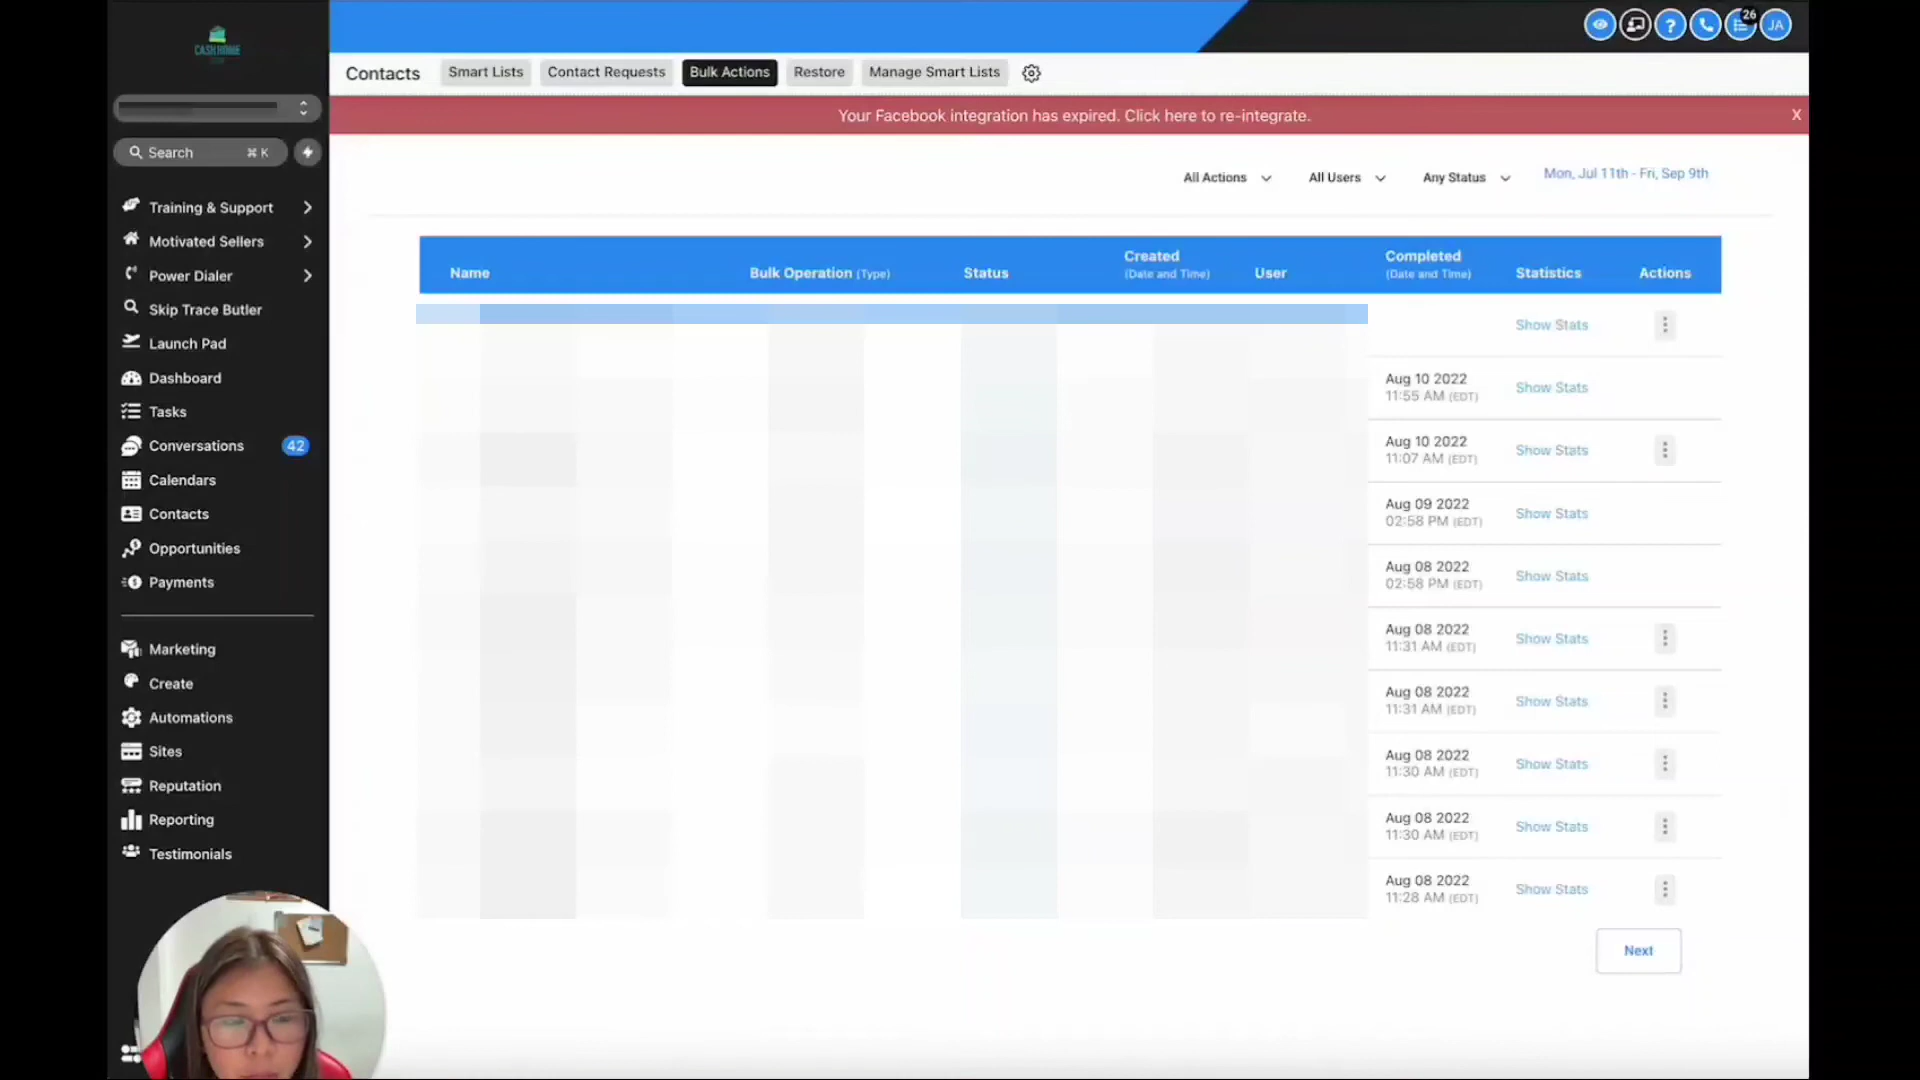 CASH HOME
26
JA
Contacts
Smart Lists
Contact Requests
Bulk Actions
Restore
Manage Smart Lists
Your Facebook integration has expired. Click here to re-integrate.
X
Search
⌘ K
All Actions
All Users
Any Status
Mon, Jul 11th - Fri, Sep 9th
Training & Support
Motivated Sellers
Power Dialer
Skip Trace Butler
Launch Pad
Dashboard
Tasks
Conversations
42
Calendars
Contacts
Opportunities
Payments
Marketing
Create
Automations
Sites
Reputation
Reporting
Testimonials
Name
Bulk Operation (Type)
Status
Created
(Date and Time)
User
Completed
(Date and Time)
Statistics
Actions
Show Stats
Aug 10 2022
11:55 AM (EDT)
Show Stats
Aug 10 2022
11:07 AM (EDT)
Show Stats
Aug 09 2022
02:58 PM (EDT)
Show Stats
Aug 08 2022
02:58 PM (EDT)
Show Stats
Aug 08 2022
11:31 AM (EDT)
Show Stats
Aug 08 2022
11:31 AM (EDT)
Show Stats
Aug 08 2022
11:30 AM (EDT)
Show Stats
Aug 08 2022
11:30 AM (EDT)
Show Stats
Aug 08 2022
11:28 AM (EDT)
Show Stats
Next